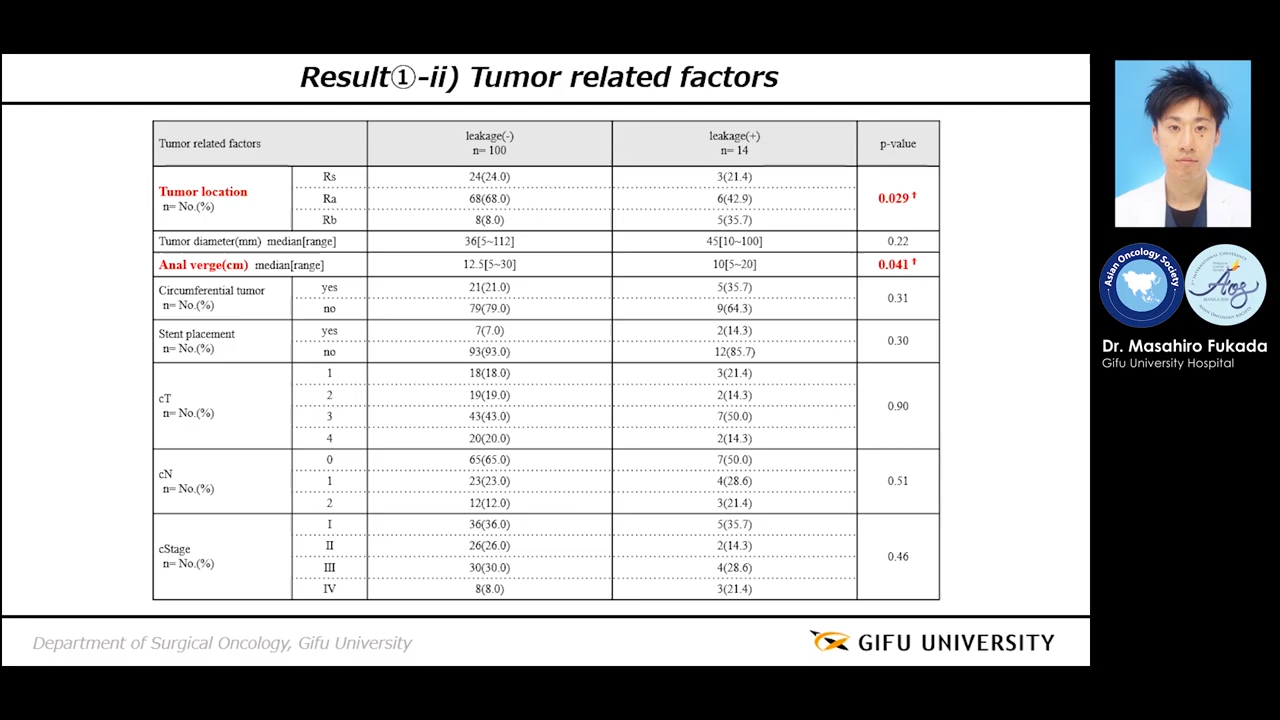 Result①-ii) Tumor related factors
Tumor related factors leakage(-) n= 100 leakage(+) n= 14 p-value
Tumor location n= No.(%) Rs 24(24.0) 3(21.4) 0.029 †
Ra 68(68.0) 6(42.9)
Rb 8(8.0) 5(35.7)
Tumor diameter(mm) median[range] 36[5~112] 45[10~100] 0.22
Anal verge(cm) median[range] 12.5[5~30] 10[5~20] 0.041 †
Circumferential tumor n= No.(%) yes 21(21.0) 5(35.7) 0.31
no 79(79.0) 9(64.3)
Stent placement n= No.(%) yes 7(7.0) 2(14.3) 0.30
no 93(93.0) 12(85.7)
cT n= No.(%) 1 18(18.0) 3(21.4) 0.90
2 19(19.0) 2(14.3)
3 43(43.0) 7(50.0)
4 20(20.0) 2(14.3)
cN n= No.(%) 0 65(65.0) 7(50.0) 0.51
1 23(23.0) 4(28.6)
2 12(12.0) 3(21.4)
cStage n= No.(%) I 36(36.0) 5(35.7) 0.46
II 26(26.0) 2(14.3)
III 30(30.0) 4(28.6)
IV 8(8.0) 3(21.4)
Department of Surgical Oncology, Gifu University
GIFU UNIVERSITY
Asian Oncology Society
Dr. Masahiro Fukada
Gifu University Hospital